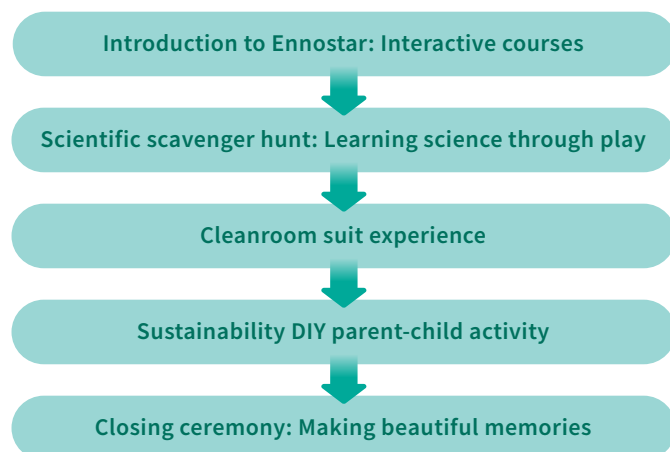 Introduction to Ennostar: Interactive courses
Scientific scavenger hunt: Learning science through play
Cleanroom suit experience
Sustainability DIY parent-child activity
Closing ceremony: Making beautiful memories